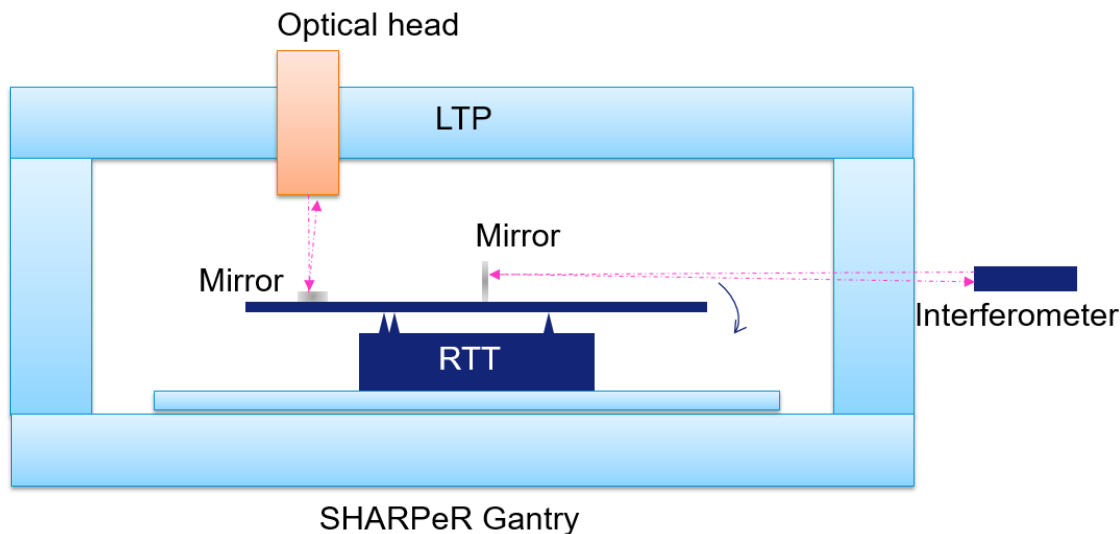 Optical head
LTP
Mirror
Mirror
Interferometer
RTT
SHARPeR Gantry